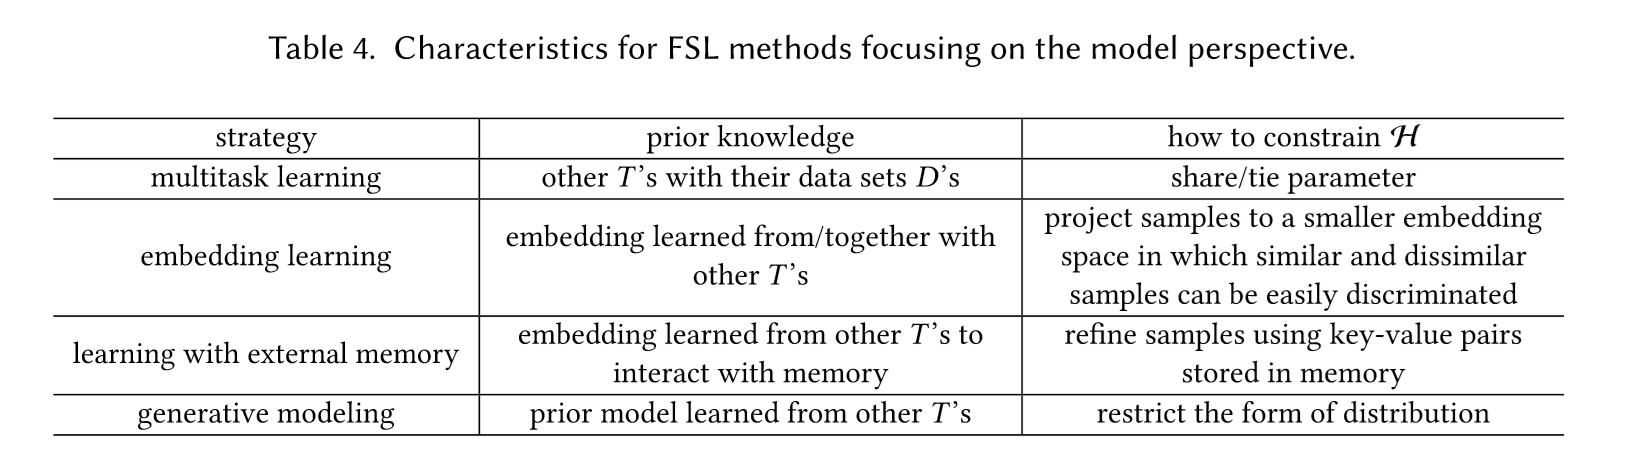 Table 4. Characteristics for FSL methods focusing on the model perspective.
strategy
prior knowledge
how to constrain ℋ
multitask learning
other T's with their data sets D's
share/tie parameter
embedding learning
embedding learned from/together with
other T's
project samples to a smaller embedding
space in which similar and dissimilar
samples can be easily discriminated
learning with external memory
embedding learned from other T's to
interact with memory
refine samples using key-value pairs
stored in memory
generative modeling
prior model learned from other T's
restrict the form of distribution